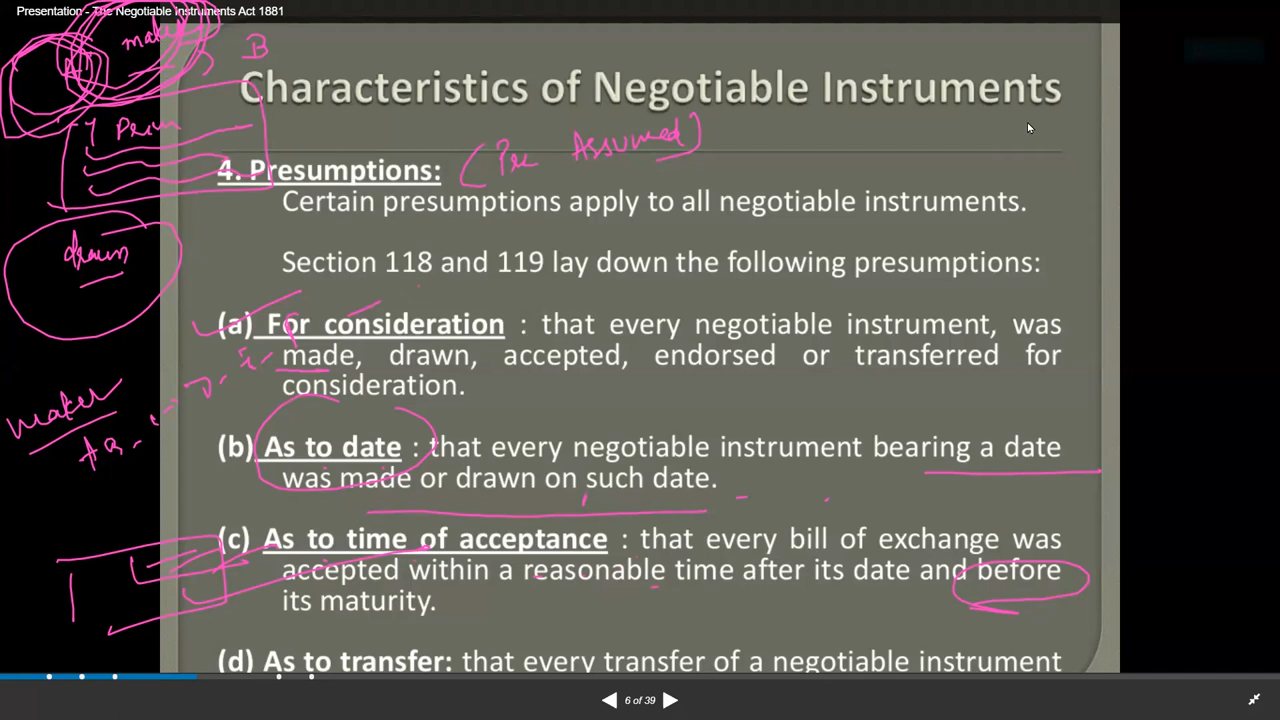 Presentation - The Negotiable Instruments Act 1881
B
Characteristics of Negotiable Instruments
(Pre Assumed)
4. Presumptions:
Certain presumptions apply to all negotiable instruments.
drawn
Section 118 and 119 lay down the following presumptions:
(a) For consideration : that every negotiable instrument, was
made, drawn, accepted, endorsed or transferred for
consideration.
maker
(b) As to date : that every negotiable instrument bearing a date
was made or drawn on such date.
(c) As to time of acceptance : that every bill of exchange was
accepted within a reasonable time after its date and before
its maturity.
(d) As to transfer: that every transfer of a negotiable instrument
6 of 39